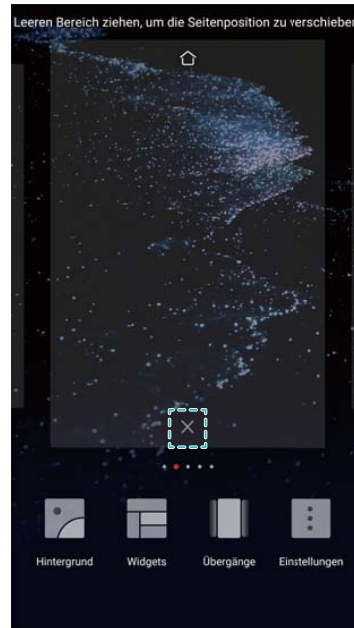 Leeren Bereich ziehen, um die Seitenposition zu verschieben
Hintergrund Widgets Übergänge Einstellungen